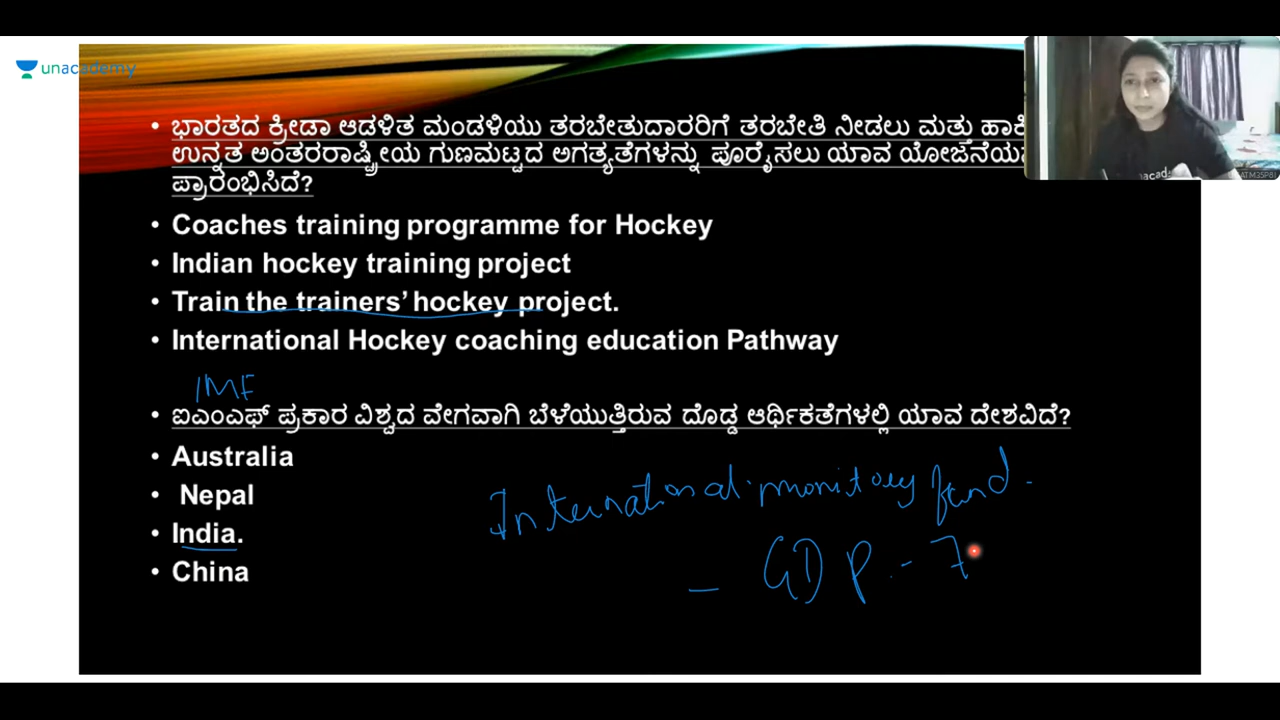 unacademy
• ಭಾರತದ ಕ್ರೀಡಾ ಆಡಳಿತ ಮಂಡಳಿಯು ತರಬೇತುದಾರರಿಗೆ ತರಬೇತಿ ನೀಡಲು ಮತ್ತು
ಉನ್ನತ ಅಂತರರಾಷ್ಟ್ರೀಯ ಗುಣಮಟ್ಟದ ಅಗತ್ಯತೆಗಳನ್ನು ಪೂರೈಸಲು ಯಾವ
ಪ್ರಾರಂಭಿಸಿದೆ?
• Coaches training programme for Hockey
• Indian hockey training project
• Train the trainers’ hockey project.
• International Hockey coaching education Pathway
IMF
• ಐಎಂಎಫ್ ಪ್ರಕಾರ ವಿಶ್ವದ ವೇಗವಾಗಿ ಬೆಳೆಯುತ್ತಿರುವ ದೊಡ್ಡ ಆರ್ಥಿಕತೆಗಳಲ್ಲಿ ಯಾವ ದೇಶವಿದೆ?
• Australia
• Nepal
• India.
• China
International monitory fund.
– GDP - 7